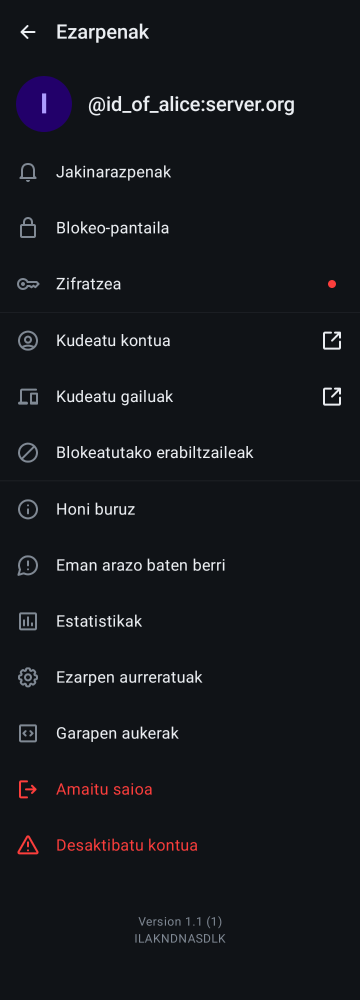 Ezarpenak
I
@id_of_alice:server.org
Jakinarazpenak
Blokeo-pantaila
Zifratzea
Kudeatu kontua
Kudeatu gailuak
Blokeatutako erabiltzaileak
Honi buruz
Eman arazo baten berri
Estatistikak
Ezarpen aurreratuak
Garapen aukerak
Amaitu saioa
Desaktibatu kontua
Version 1.1 (1)
ILAKNDNASDLK